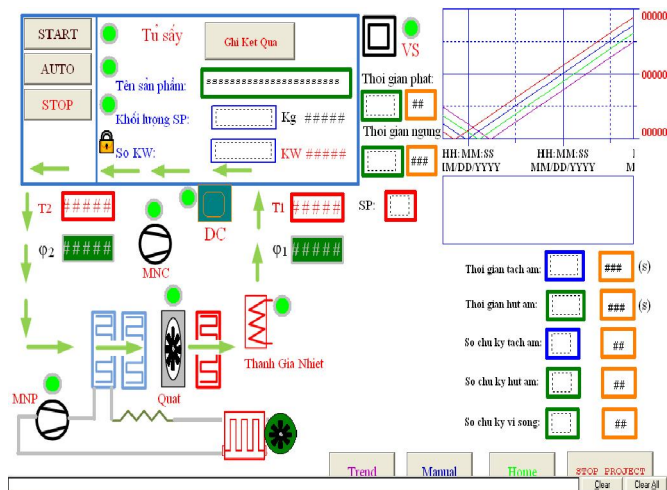 START
AUTO
STOP
Tủ sấy
Ghi Ket Qua
Tên sản phẩm:
ssssssssssssssssssssssss
Khối lượng SP:
Kg #####
So KW:
KW #####
VS
Thoi gian phat:
##
Thoi gian ngung
###
SP:
00000
00000
00000
HH:MM:SS
MM/DD/YYYY
HH:MM:SS
MM/DD/YYYY
M
T2 #####
φ2 #####
MNC
DC
T1 #####
φ1 #####
Thoi gian tach am:
### (s)
Thoi gian hut am:
### (s)
So chu ky tach am:
##
So chu ky hut am:
##
So chu ky vi song:
##
Thanh Gia Nhiet
Quat
MNP
Trend
Manual
Home
STOP PROJECT
Clear
Clear All